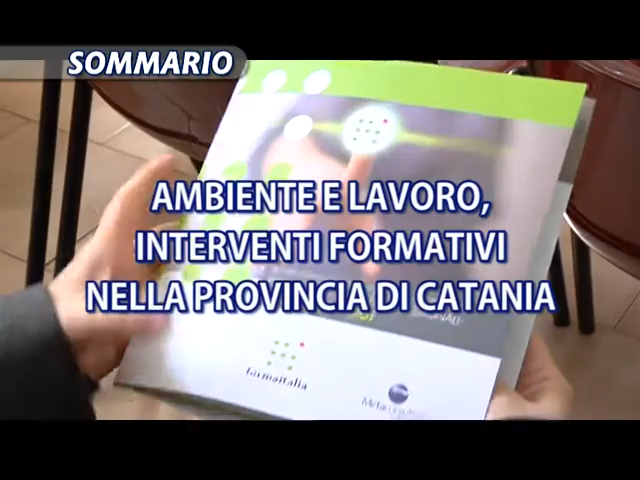 SOMMARIO
AMBIENTE E LAVORO,
INTERVENTI FORMATIVI
NELLA PROVINCIA DI CATANIA
formaitalia